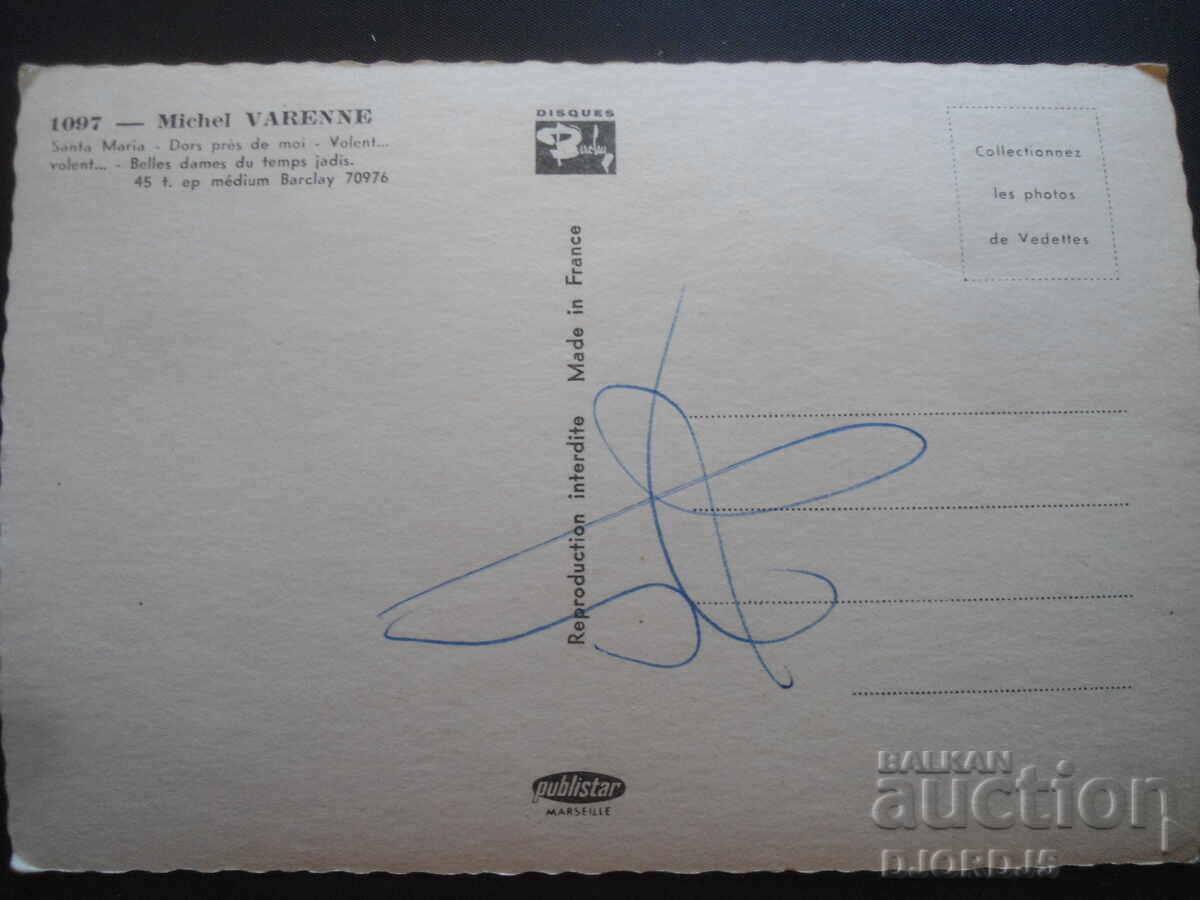 1097 — Michel VARENNE
Santa Maria - Dors près de moi - Volent...
volent... - Belles dames du temps jadis.
45 t. ep médium Barclay 70976
DISQUES
Barclay
Collectionnez
les photos
de Vedettes
Reproduction interdite Made in France
publistar
MARSEILLE
BALKAN
auction
DJORDJ5